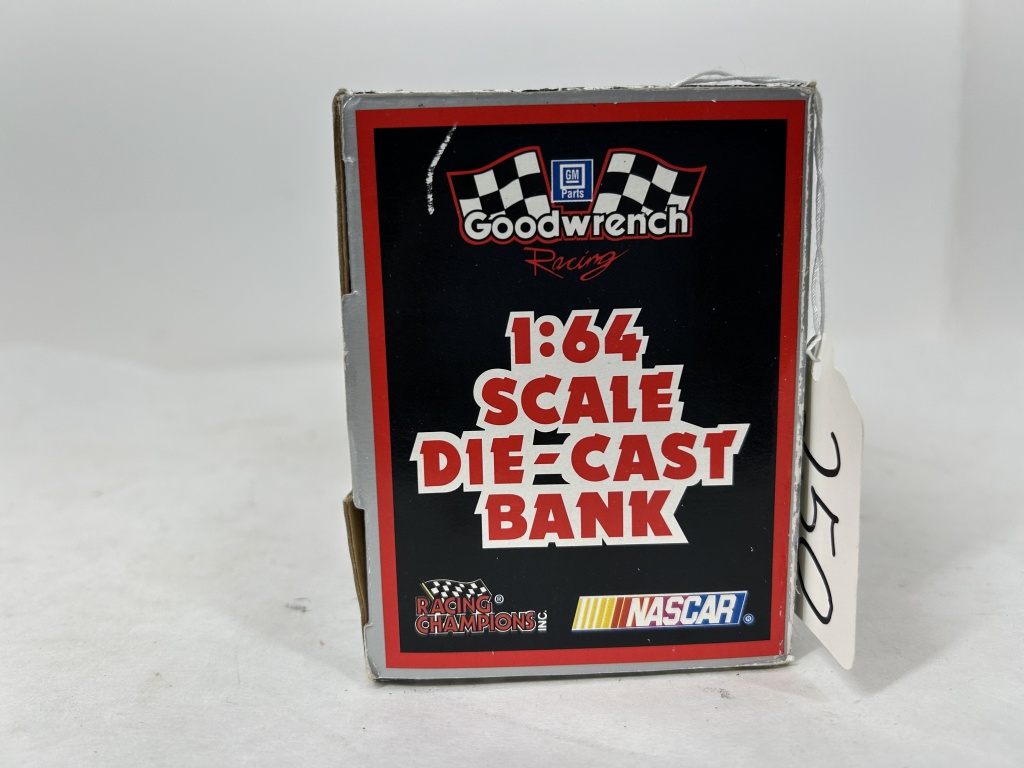 GM
Parts
Goodwrench
Racing
1:64
SCALE
DIE-CAST
BANK
RACING ®
CHAMPIONS INC.
NASCAR ®
250